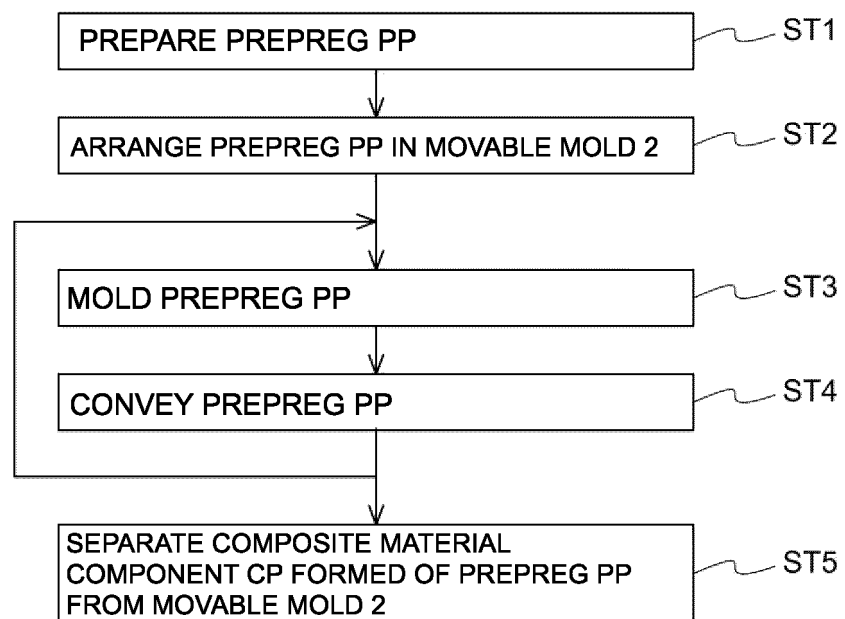 PREPARE PREPREG PP
ST1
ARRANGE PREPREG PP IN MOVABLE MOLD 2
ST2
MOLD PREPREG PP
ST3
CONVEY PREPREG PP
ST4
SEPARATE COMPOSITE MATERIAL
COMPONENT CP FORMED OF PREPREG PP
FROM MOVABLE MOLD 2
ST5